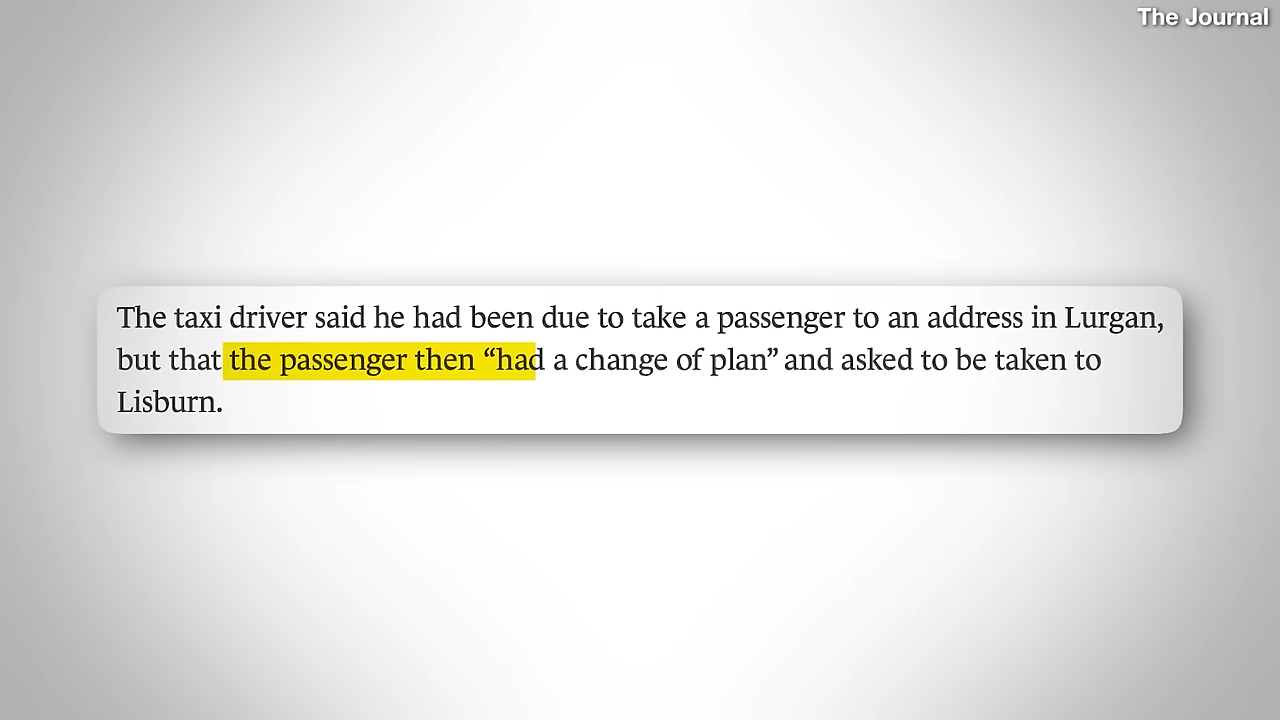 The Journal
The taxi driver said he had been due to take a passenger to an address in Lurgan,
but that the passenger then “had a change of plan” and asked to be taken to
Lisburn.